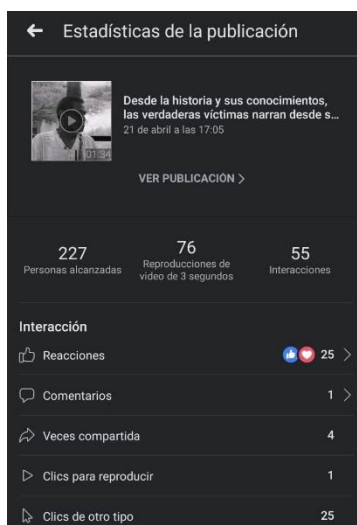 Estadísticas de la publicación
Desde la historia y sus conocimientos,
las verdaderas víctimas narran desde s...
21 de abril a las 17:05
01:34
VER PUBLICACIÓN >
227
Personas alcanzadas
76
Reproducciones de
video de 3 segundos
55
Interacciones
Interacción
Reacciones 25
Comentarios 1
Veces compartida 4
Clics para reproducir 1
Clics de otro tipo 25